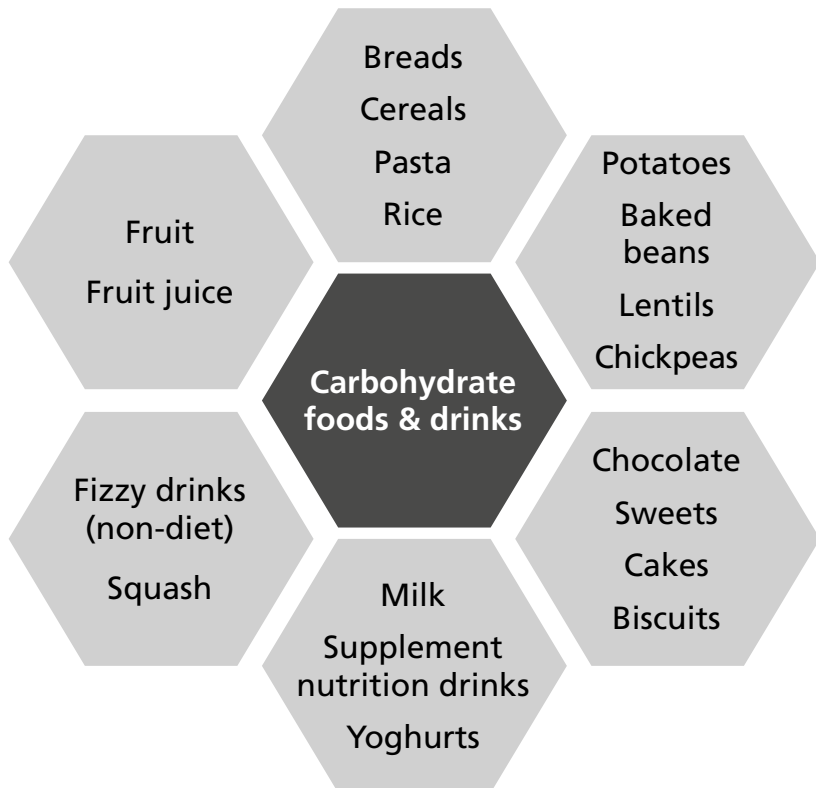 Breads
Cereals
Pasta
Rice
Potatoes
Baked
beans
Lentils
Chickpeas
Fruit
Fruit juice
Carbohydrate
foods & drinks
Chocolate
Sweets
Cakes
Biscuits
Fizzy drinks
(non-diet)
Squash
Milk
Supplement
nutrition drinks
Yoghurts